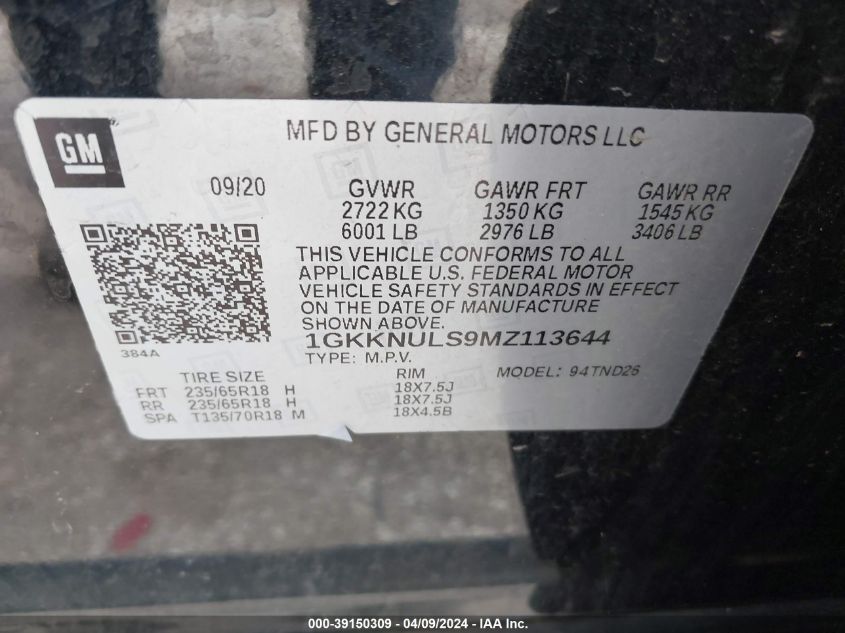 GM
MFD BY GENERAL MOTORS LLC
09/20 GVWR GAWR FRT GAWR RR
2722 KG 1350 KG 1545 KG
6001 LB 2976 LB 3406 LB
THIS VEHICLE CONFORMS TO ALL
APPLICABLE U.S. FEDERAL MOTOR
VEHICLE SAFETY STANDARDS IN EFFECT
ON THE DATE OF MANUFACTURE
SHOWN ABOVE.
1GKKNULS9MZ113644
384A
TYPE: M.P.V. MODEL: 94TND26
TIRE SIZE RIM
FRT 235/65R18 H 18X7.5J
RR 235/65R18 H 18X7.5J
SPA T135/70R18 M 18X4.5B
000-39150309 - 04/09/2024 - IAA Inc.